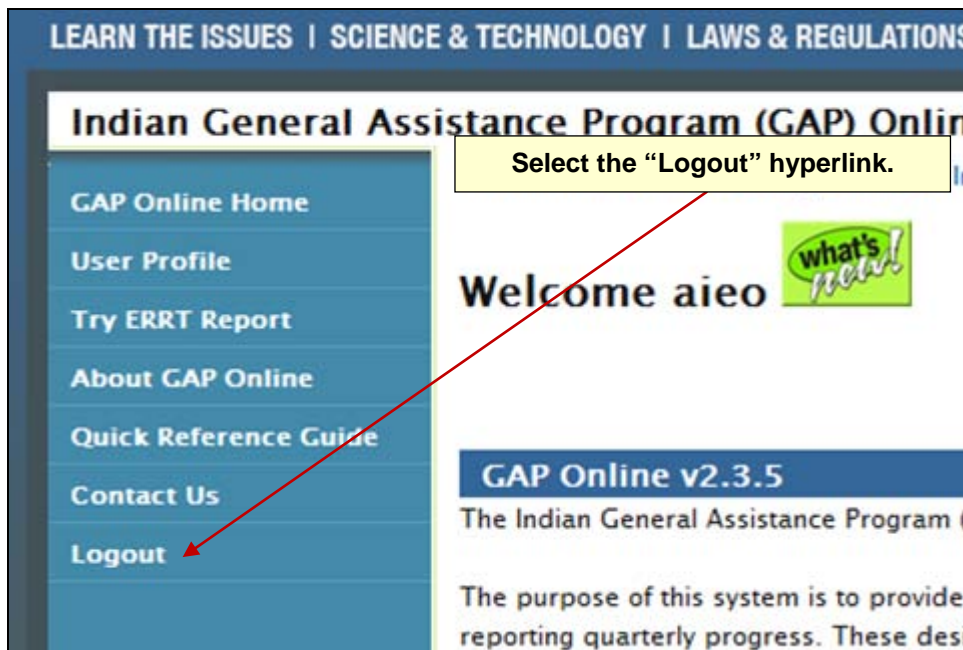 LEARN THE ISSUES | SCIENCE & TECHNOLOGY | LAWS & REGULATIONS
Indian General Assistance Program (GAP) Onlin
Select the “Logout” hyperlink.
GAP Online Home
User Profile
Try ERRT Report
About GAP Online
Quick Reference Guide
Contact Us
Logout
Welcome aieo
what's new!
GAP Online v2.3.5
The Indian General Assistance Program (
The purpose of this system is to provide
reporting quarterly progress. These desi